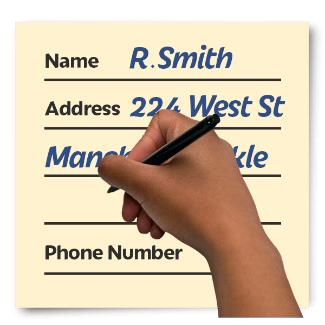 Name R.Smith
Address 224 West St
Phone Number